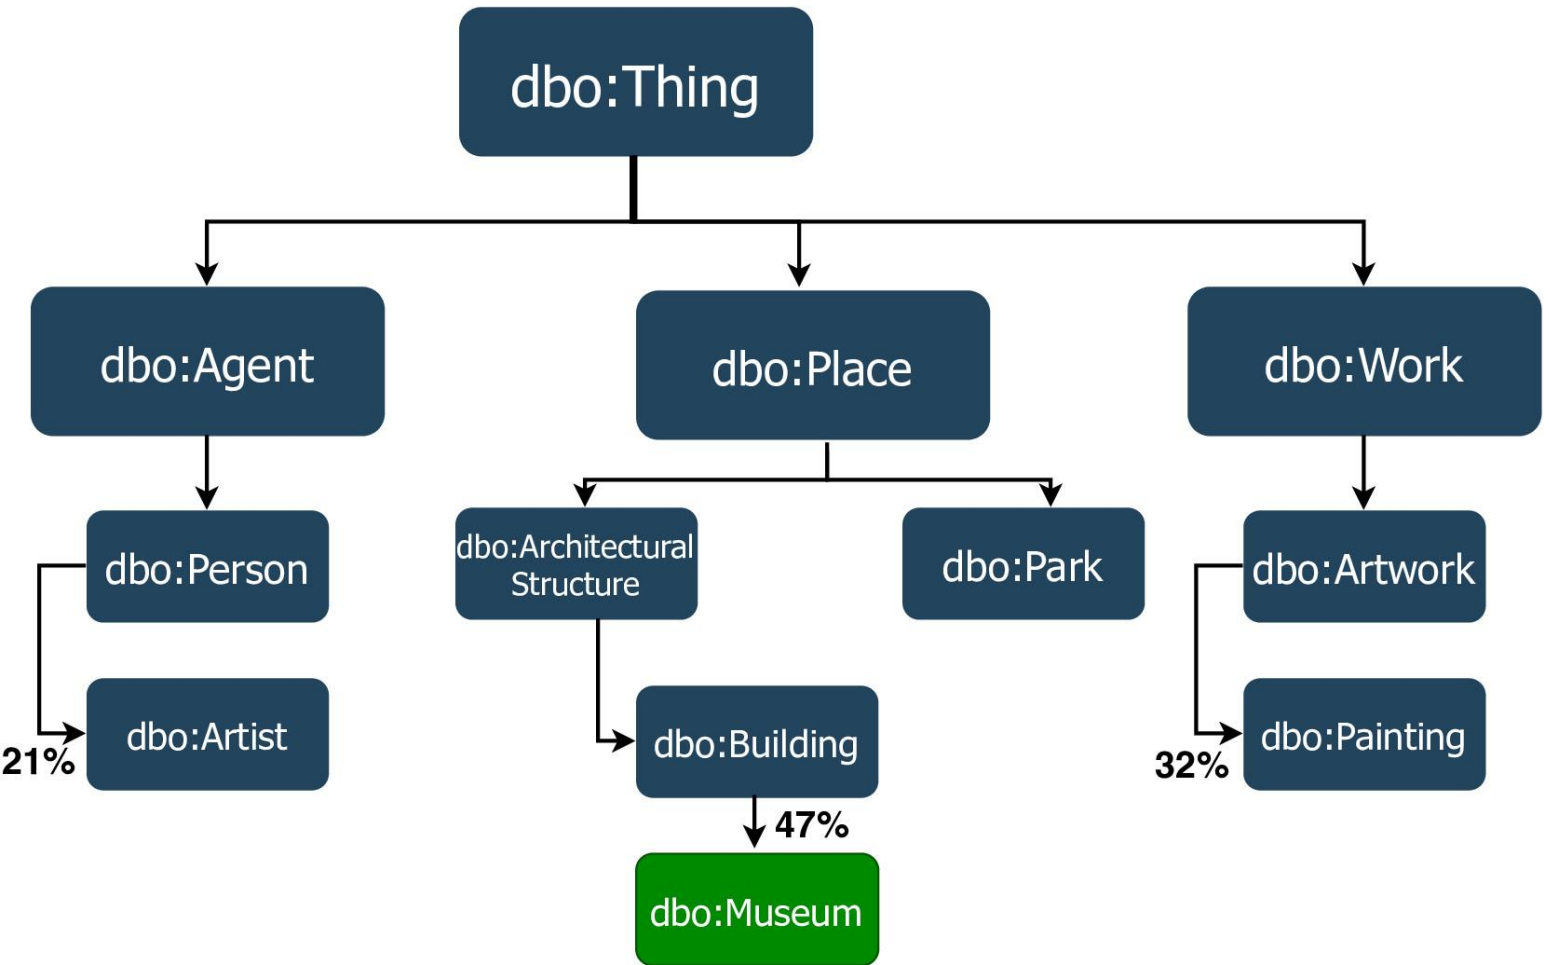 dbo:Thing
dbo:Agent
dbo:Place
dbo:Work
dbo:Person
dbo:Architectural
Structure
dbo:Park
dbo:Artwork
21%
dbo:Artist
dbo:Building
32%
dbo:Painting
47%
dbo:Museum